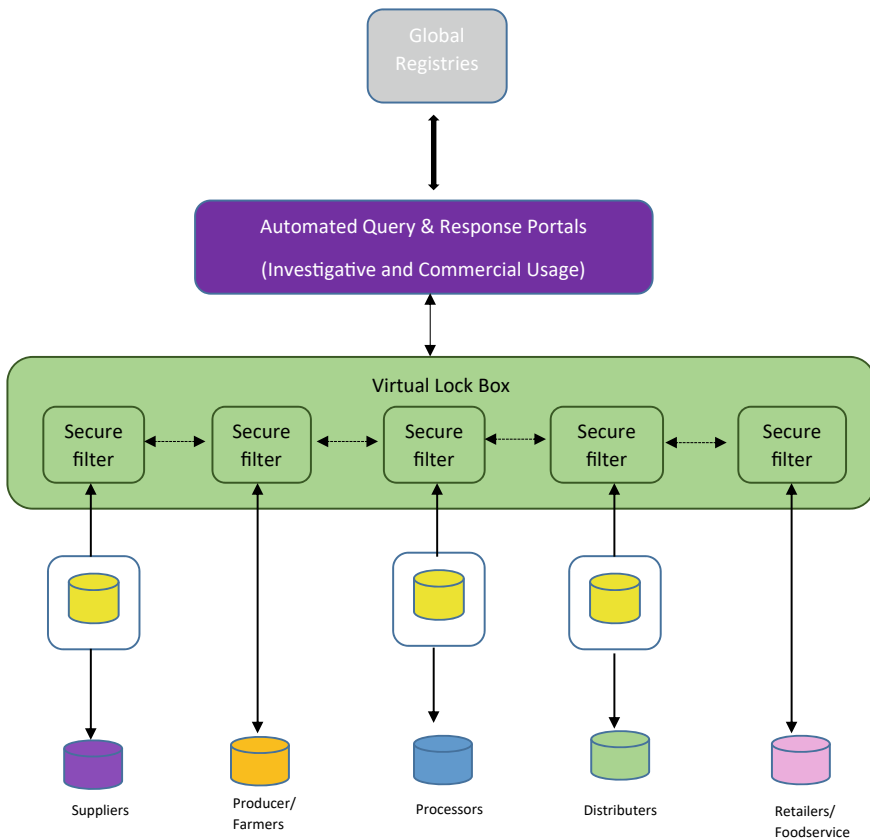 Global
Registries
Automated Query & Response Portals
(Investigative and Commercial Usage)
Virtual Lock Box
Secure
filter
Secure
filter
Secure
filter
Secure
filter
Secure
filter
Suppliers
Producer/
Farmers
Processors
Distributers
Retailers/
Foodservice